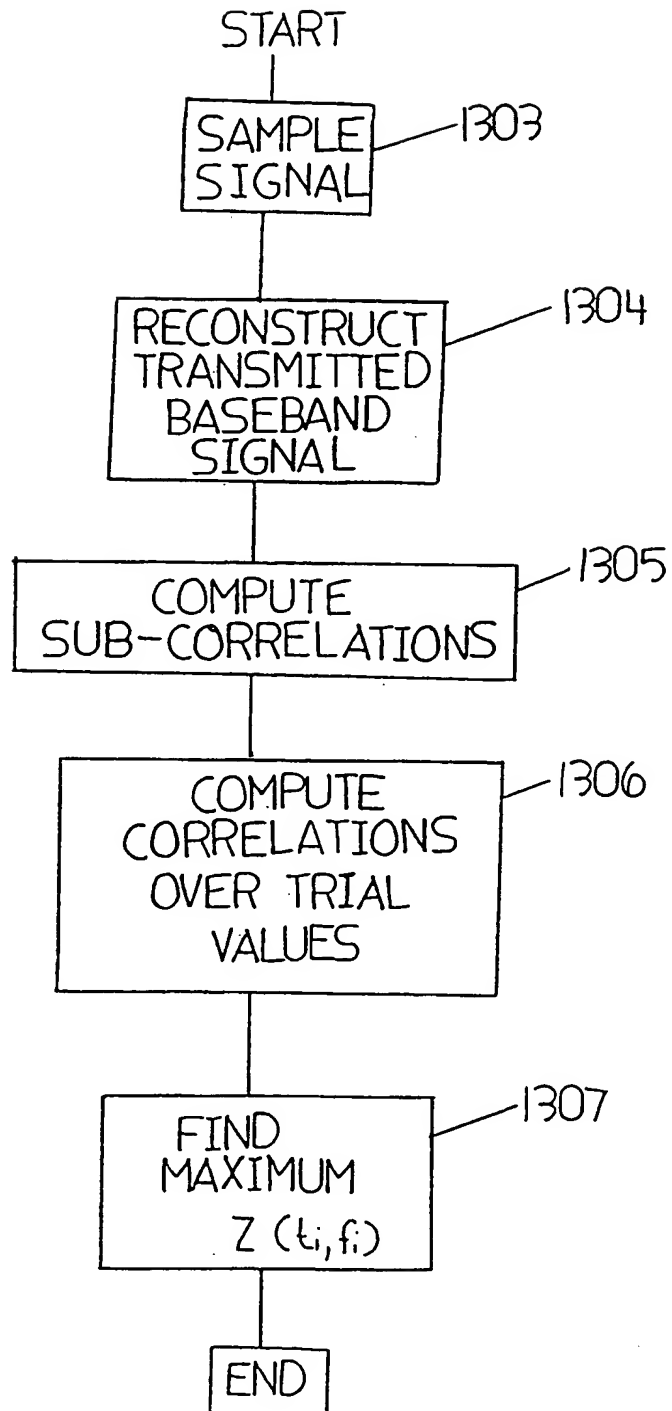 START
SAMPLE
SIGNAL
1303
RECONSTRUCT
TRANSMITTED
BASEBAND
SIGNAL
1304
COMPUTE
SUB-CORRELATIONS
1305
COMPUTE
CORRELATIONS
OVER TRIAL
VALUES
1306
FIND
MAXIMUM
Z (ti,fi)
1307
END